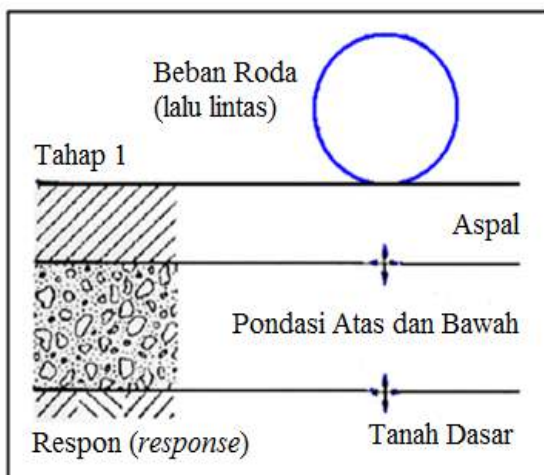 Beban Roda
(lalu lintas)
Tahap 1
Aspal
Pondasi Atas dan Bawah
Tanah Dasar
Respon (response)